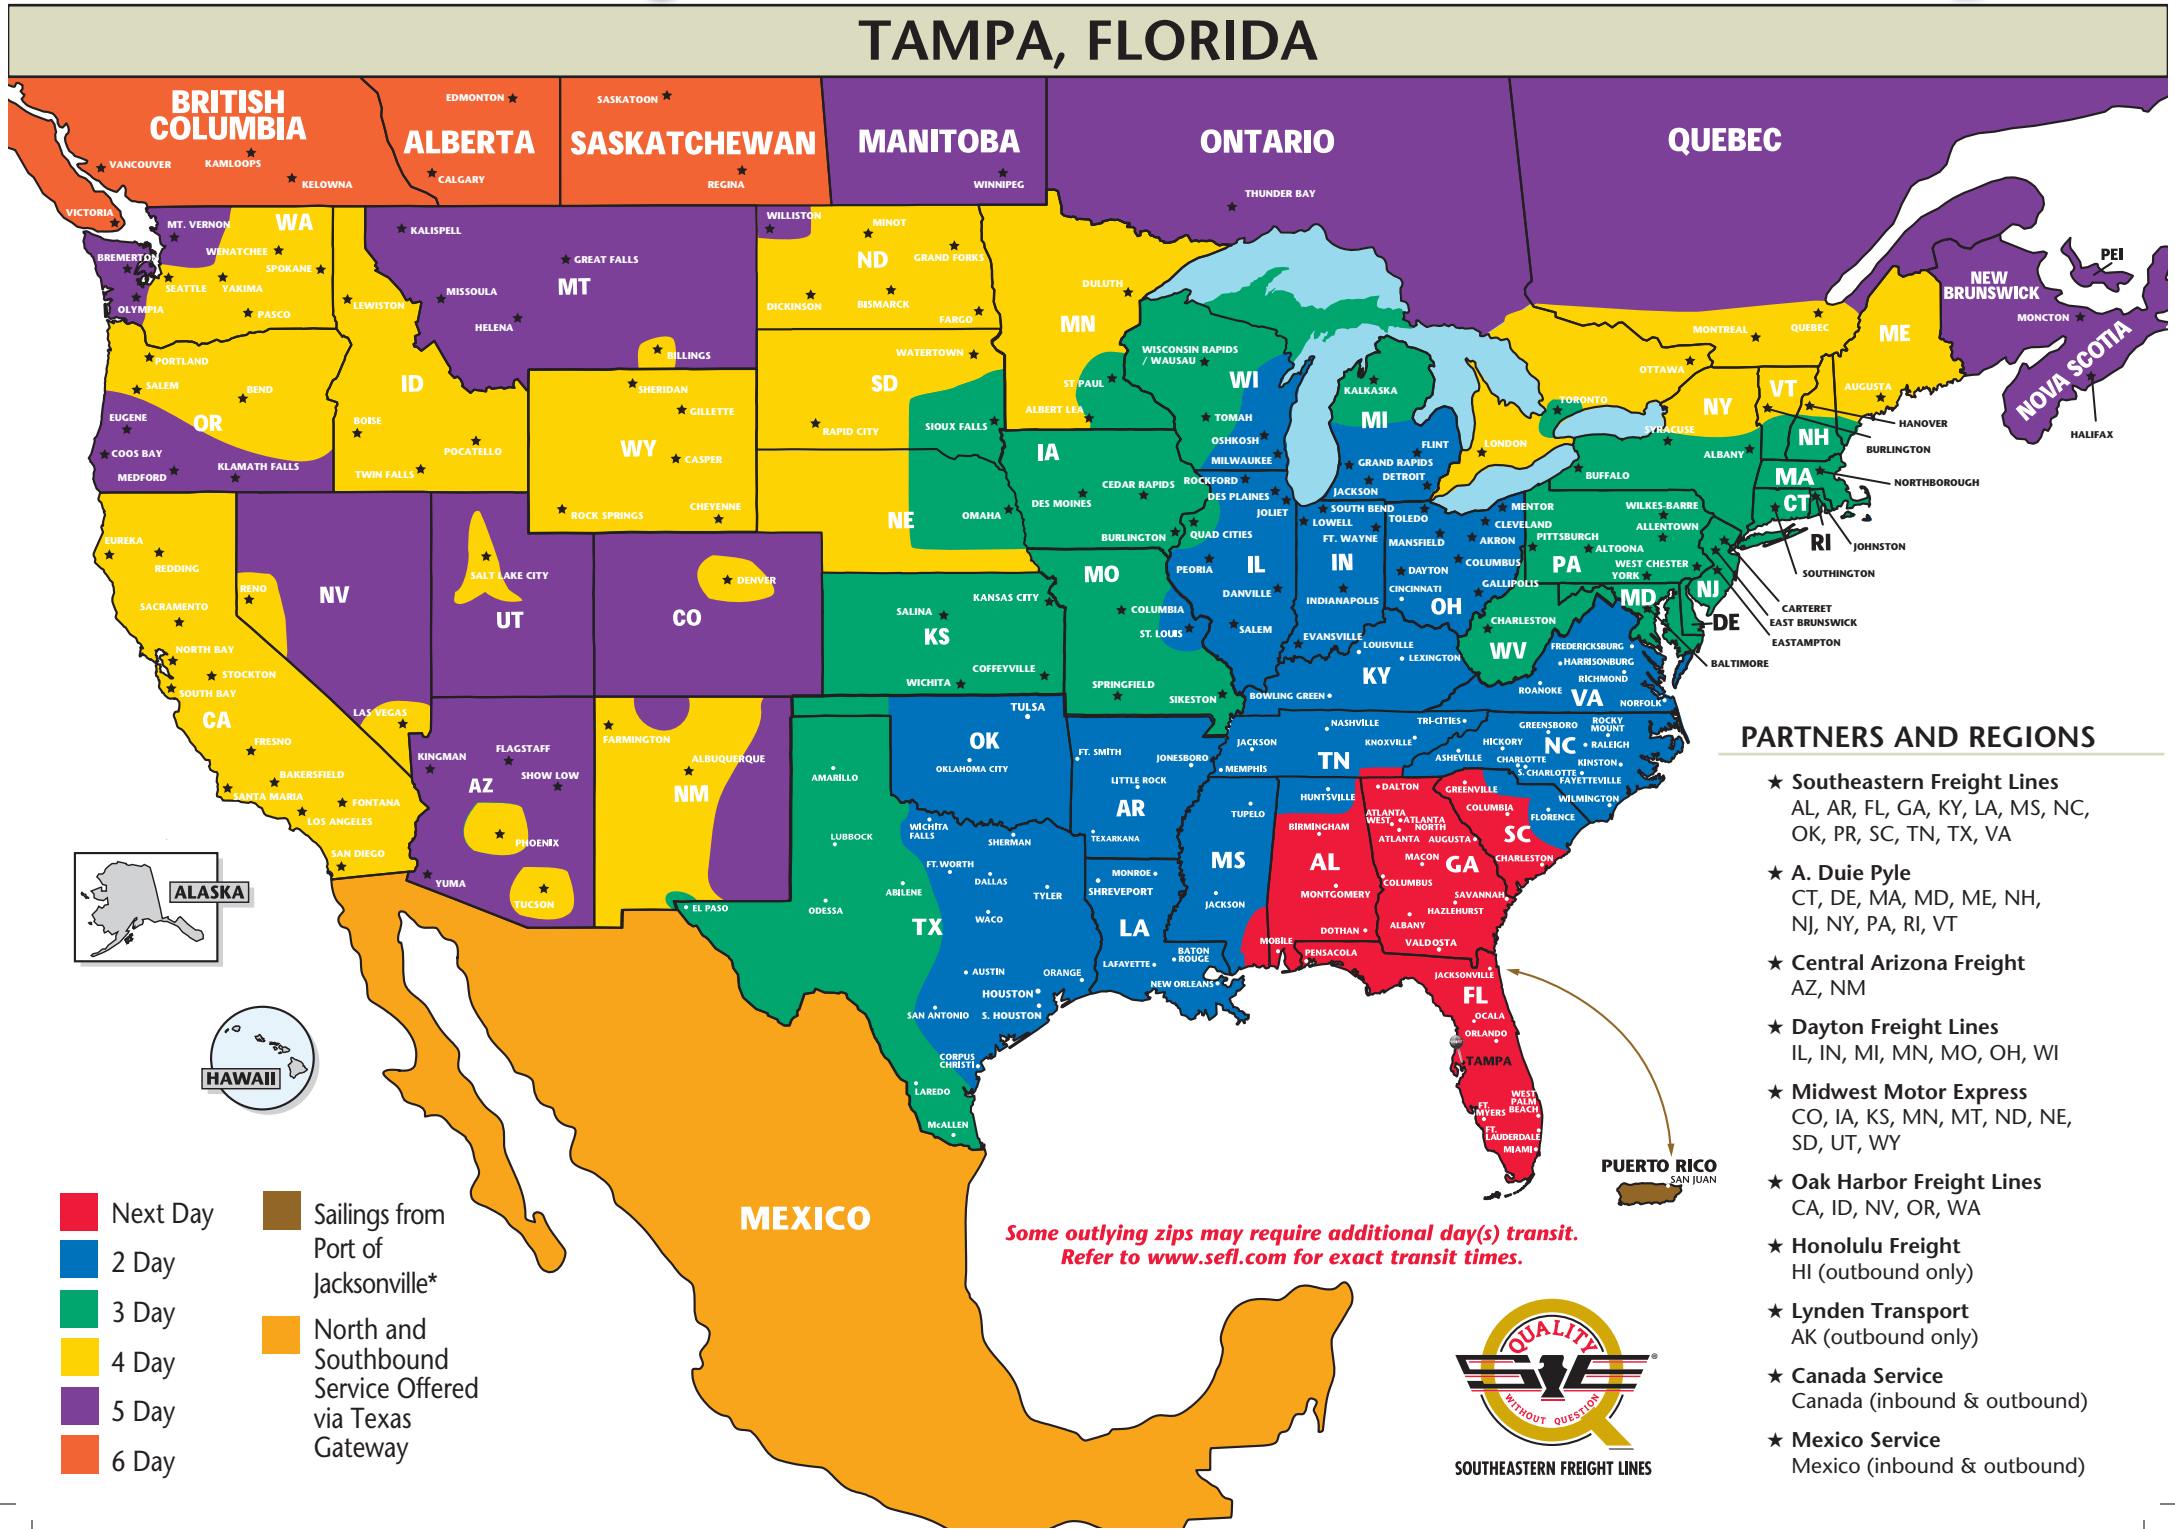 TAMPA, FLORIDA
BRITISH
COLUMBIA
VANCOUVER
KAMLOOPS
KELOWNA
VICTORIA
EDMONTON
ALBERTA
CALGARY
SASKATOON
SASKATCHEWAN
REGINA
MANITOBA
WINNIPEG
ONTARIO
THUNDER BAY
QUEBEC
MT. VERNON
WA
WENATCHEE
BREMERTON
SPOKANE
SEATTLE
YAKIMA
OLYMPIA
PASCO
LEWISTON
KALISPELL
GREAT FALLS
MT
MISSOULA
HELENA
BILLINGS
WILLISTON
MINOT
ND
GRAND FORKS
DICKINSON
BISMARCK
FARGO
DULUTH
MN
ST PAUL
ALBERT LEA
WISCONSIN RAPIDS
/ WAUSAU
WI
TOMAH
OSHKOSH
MILWAUKEE
KALKASKA
MI
FLINT
GRAND RAPIDS
DETROIT
JACKSON
LONDON
TORONTO
OTTAWA
MONTREAL
QUEBEC
ME
AUGUSTA
VT
NY
SYRACUSE
ALBANY
BUFFALO
NH
MA
CT
RI
HANOVER
BURLINGTON
NORTHBOROUGH
JOHNSTON
SOUTHINGTON
PEI
NEW
BRUNSWICK
MONCTON
NOVA SCOTIA
HALIFAX
PORTLAND
SALEM
BEND
OR
EUGENE
COOS BAY
MEDFORD
KLAMATH FALLS
ID
BOISE
POCATELLO
TWIN FALLS
SHERIDAN
GILLETTE
WY
CASPER
ROCK SPRINGS
CHEYENNE
WATERTOWN
SD
RAPID CITY
SIOUX FALLS
NE
OMAHA
IA
CEDAR RAPIDS
DES MOINES
BURLINGTON
QUAD CITIES
ROCKFORD
DES PLAINES
JOLIET
PEORIA
IL
DANVILLE
SALEM
SOUTH BEND
LOWELL
FT. WAYNE
IN
INDIANAPOLIS
EVANSVILLE
TOLEDO
MENTOR
CLEVELAND
AKRON
MANSFIELD
COLUMBUS
DAYTON
CINCINNATI
GALLIPOLIS
OH
PITTSBURGH
ALTOONA
WILKES-BARRE
ALLENTOWN
WEST CHESTER
YORK
PA
NJ
MD
DE
CARTERET
EAST BRUNSWICK
EASTAMPTON
BALTIMORE
CHARLESTON
WV
FREDERICKSBURG
HARRISONBURG
RICHMOND
ROANOKE
VA
NORFOLK
LOUISVILLE
LEXINGTON
KY
BOWLING GREEN
EUREKA
REDDING
SACRAMENTO
NORTH BAY
STOCKTON
SOUTH BAY
CA
FRESNO
BAKERSFIELD
SANTA MARIA
FONTANA
LOS ANGELES
SAN DIEGO
RENO
NV
LAS VEGAS
SALT LAKE CITY
UT
DENVER
CO
KINGMAN
FLAGSTAFF
SHOW LOW
AZ
PHOENIX
YUMA
TUCSON
FARMINGTON
ALBUQUERQUE
NM
SALINA
KANSAS CITY
KS
COFFEYVILLE
WICHITA
MO
COLUMBIA
ST. LOUIS
SPRINGFIELD
SIKESTON
TULSA
OK
OKLAHOMA CITY
FT. SMITH
JONESBORO
LITTLE ROCK
AR
TEXARKANA
NASHVILLE
TRI-CITIES
JACKSON
KNOXVILLE
MEMPHIS
TN
GREENSBORO
ROCKY
MOUNT
HICKORY
NC
RALEIGH
ASHEVILLE
CHARLOTTE
KINSTON
S. CHARLOTTE
FAYETTEVILLE
WILMINGTON
GREENVILLE
COLUMBIA
FLORENCE
SC
CHARLESTON
AMARILLO
LUBBOCK
WICHITA
FALLS
SHERMAN
FT. WORTH
DALLAS
ABILENE
TYLER
EL PASO
ODESSA
WACO
TX
AUSTIN
ORANGE
HOUSTON
SAN ANTONIO
S. HOUSTON
CORPUS
CHRISTI
LAREDO
McALLEN
MONROE
SHREVEPORT
LA
BATON
ROUGE
LAFAYETTE
NEW ORLEANS
TUPELO
MS
JACKSON
HUNTSVILLE
BIRMINGHAM
AL
MONTGOMERY
DOTHAN
MOBILE
DALTON
ATLANTA
WEST
ATLANTA
NORTH
ATLANTA
AUGUSTA
MACON
GA
COLUMBUS
SAVANNAH
HAZLEHURST
ALBANY
VALDOSTA
PENSACOLA
JACKSONVILLE
FL
OCALA
ORLANDO
TAMPA
WEST
PALM
BEACH
FT.
MYERS
FT.
LAUDERDALE
MIAMI
PUERTO RICO
SAN JUAN
ALASKA
HAWAII
MEXICO
Next Day
2 Day
3 Day
4 Day
5 Day
6 Day
Sailings from
Port of
Jacksonville*
North and
Southbound
Service Offered
via Texas
Gateway
Some outlying zips may require additional day(s) transit.
Refer to www.sefl.com for exact transit times.
QUALITY
WITHOUT QUESTION
®
SOUTHEASTERN FREIGHT LINES
PARTNERS AND REGIONS
★ Southeastern Freight Lines
AL, AR, FL, GA, KY, LA, MS, NC,
OK, PR, SC, TN, TX, VA
★ A. Duie Pyle
CT, DE, MA, MD, ME, NH,
NJ, NY, PA, RI, VT
★ Central Arizona Freight
AZ, NM
★ Dayton Freight Lines
IL, IN, MI, MN, MO, OH, WI
★ Midwest Motor Express
CO, IA, KS, MN, MT, ND, NE,
SD, UT, WY
★ Oak Harbor Freight Lines
CA, ID, NV, OR, WA
★ Honolulu Freight
HI (outbound only)
★ Lynden Transport
AK (outbound only)
★ Canada Service
Canada (inbound & outbound)
★ Mexico Service
Mexico (inbound & outbound)